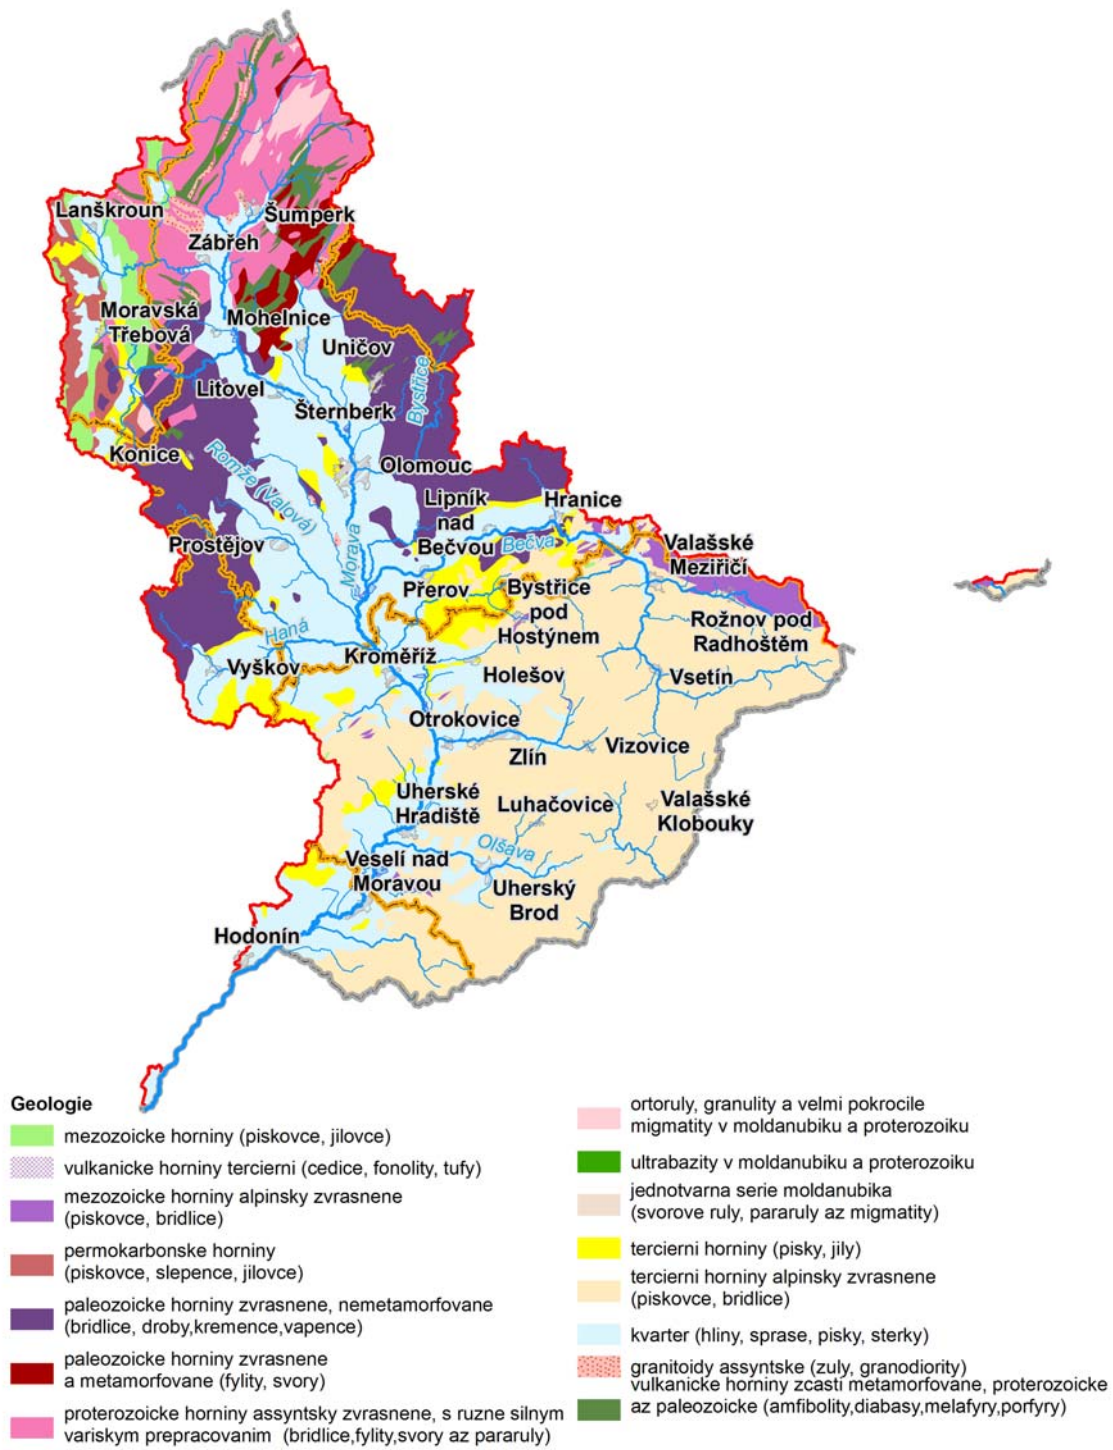 Lanškroun
Šumperk
Zábřeh
Moravská
Třebová
Mohelnice
Uničov
Bystřice
Litovel
Šternberk
Konice
Romže (Valová)
Olomouc
Lipník
nad
Bečvou
Hranice
Bečva
Prostějov
Morava
Valašské
Meziříčí
Přerov
Bystřice
pod
Hostýnem
Rožnov pod
Radhoštěm
Haná
Vyškov
Kroměříž
Holešov
Vsetín
Otrokovice
Zlín
Vizovice
Uherské
Hradiště
Luhačovice
Valašské
Klobouky
Olšava
Veselí nad
Moravou
Uherský
Brod
Hodonín
Geologie
mezozoicke horniny (piskovce, jilovce)
vulkanicke horniny tercierni (cedice, fonolity, tufy)
mezozoicke horniny alpinsky zvrasnene
(piskovce, bridlice)
permokarbonske horniny
(piskovce, slepence, jilovce)
paleozoicke horniny zvrasnene, nemetamorfovane
(bridlice, droby,kremence,vapence)
paleozoicke horniny zvrasnene
a metamorfovane (fylity, svory)
proterozoicke horniny assyntsky zvrasnene, s ruzne silnym
variskym prepracovanim (bridlice,fylity,svory az pararuly)
ortoruly, granulity a velmi pokrocile
migmatity v moldanubiku a proterozoiku
ultrabazity v moldanubiku a proterozoiku
jednotvarna serie moldanubika
(svorove ruly, pararuly az migmatity)
tercierni horniny (pisky, jily)
tercierni horniny alpinsky zvrasnene
(piskovce, bridlice)
kvarter (hliny, sprase, pisky, sterky)
granitoidy assyntske (zuly, granodiority)
vulkanicke horniny zcasti metamorfovane, proterozoicke
az paleozoicke (amfibolity,diabasy,melafyry,porfyry)